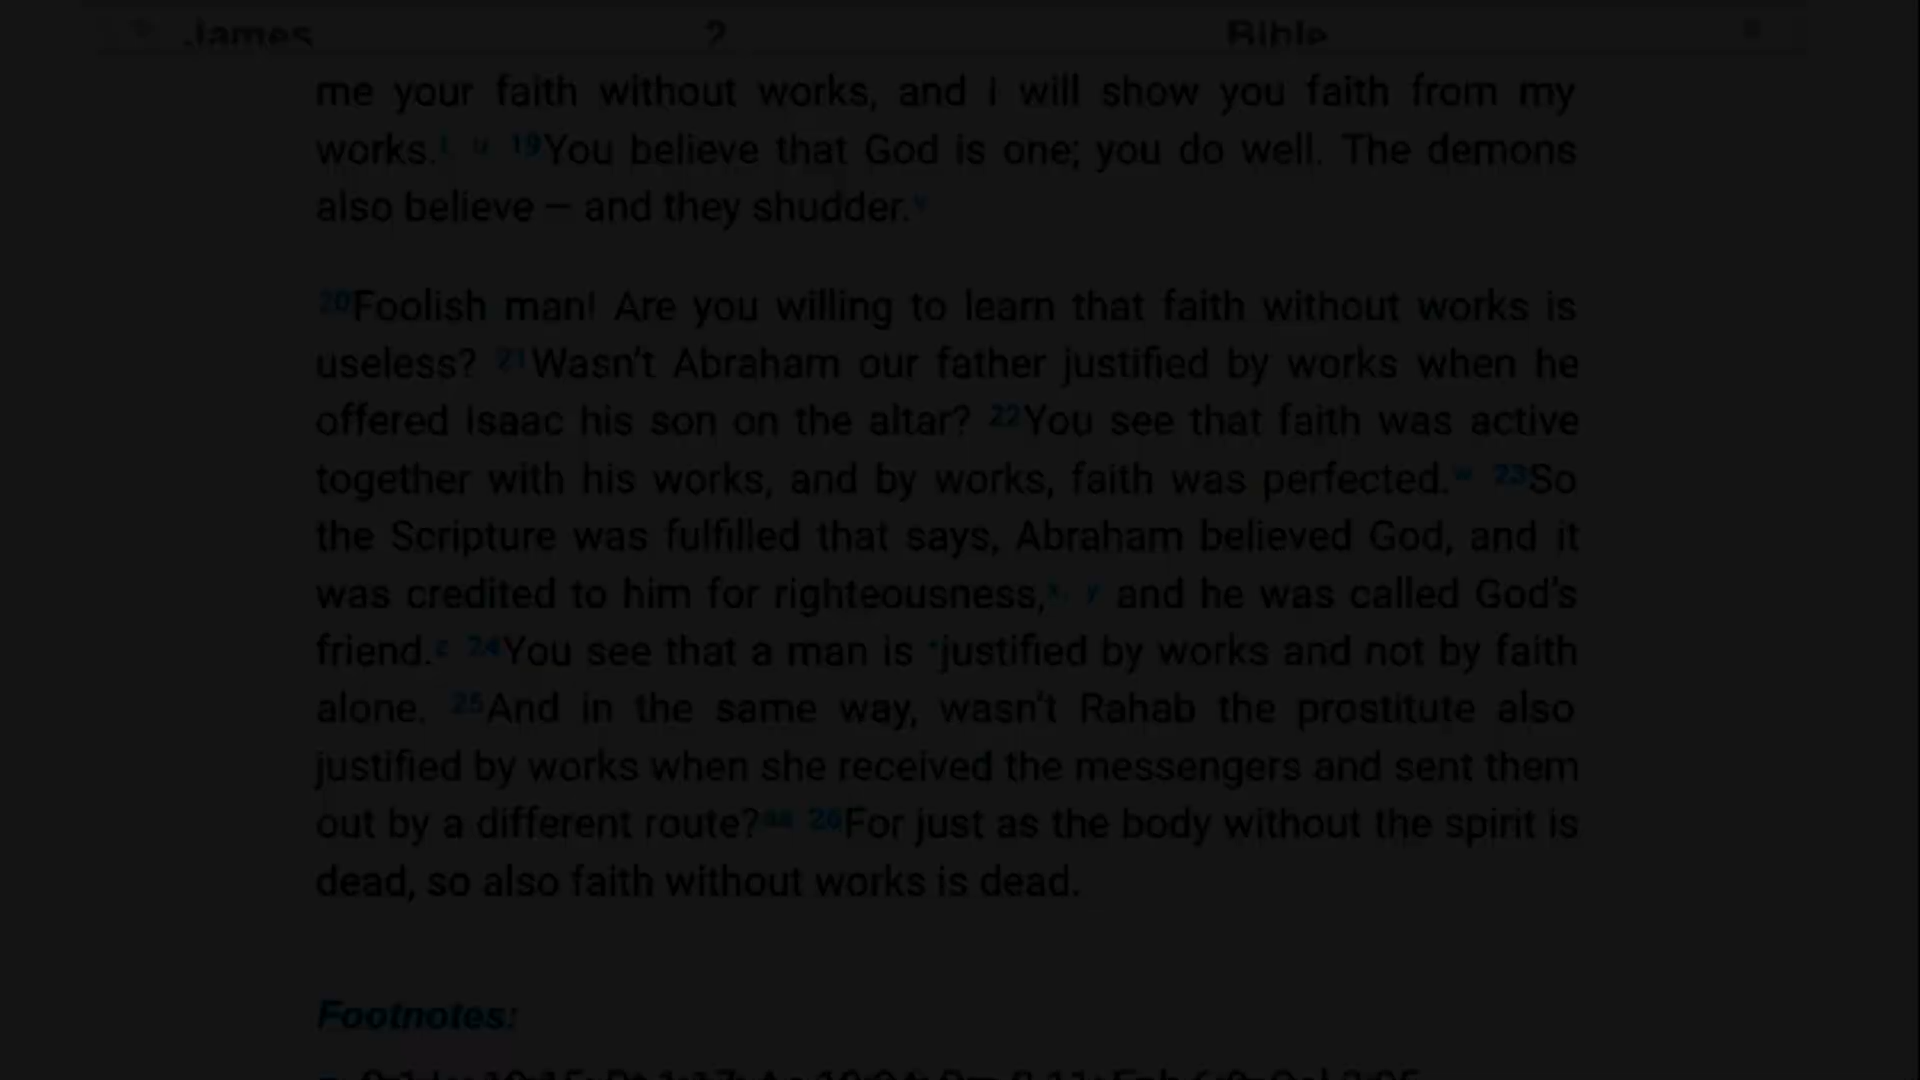 James 2 Bible
me your faith without works, and I will show you faith from my
works.t, u 19You believe that God is one; you do well. The demons
also believe — and they shudder.v
20Foolish man! Are you willing to learn that faith without works is
useless? 21Wasn't Abraham our father justified by works when he
offered Isaac his son on the altar? 22You see that faith was active
together with his works, and by works, faith was perfected.w 23So
the Scripture was fulfilled that says, Abraham believed God, and it
was credited to him for righteousness,x, y and he was called God's
friend.z 24You see that a man is •justified by works and not by faith
alone. 25And in the same way, wasn't Rahab the prostitute also
justified by works when she received the messengers and sent them
out by a different route?aa 26For just as the body without the spirit is
dead, so also faith without works is dead.
Footnotes: